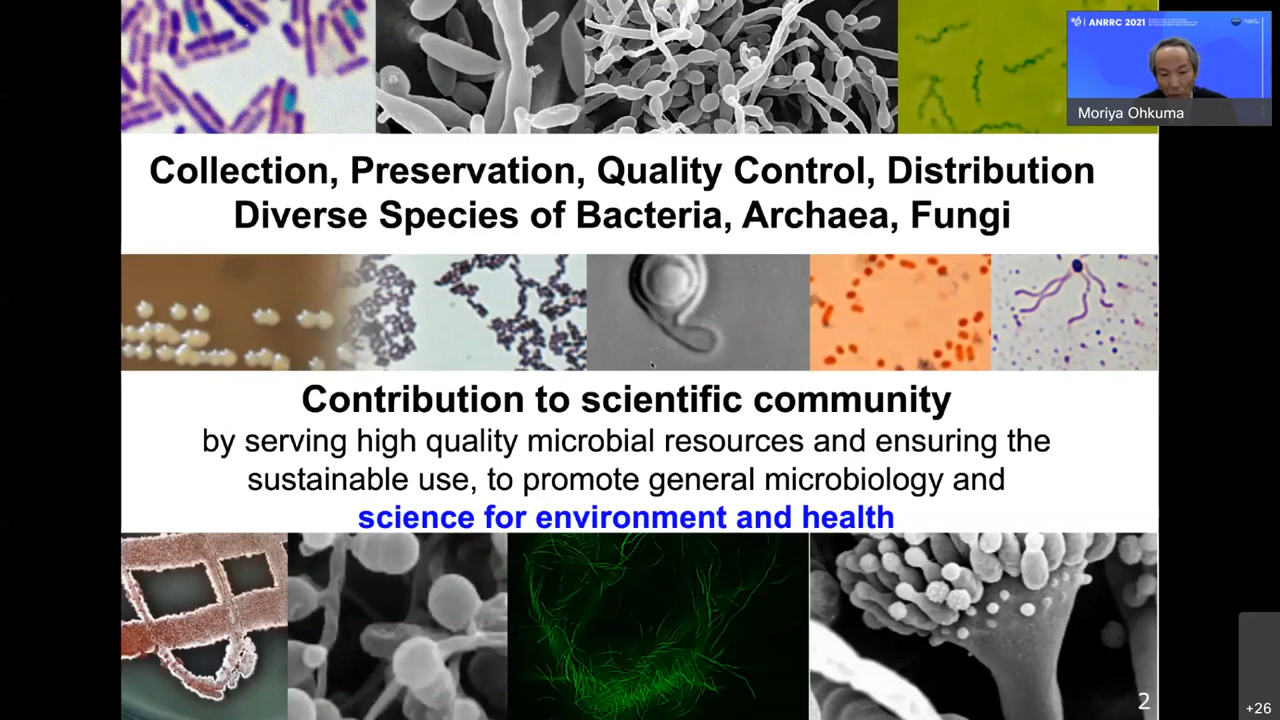 ANRRC 2021
Moriya Ohkuma
Collection, Preservation, Quality Control, Distribution
Diverse Species of Bacteria, Archaea, Fungi
Contribution to scientific community
by serving high quality microbial resources and ensuring the
sustainable use, to promote general microbiology and
science for environment and health
2
+26